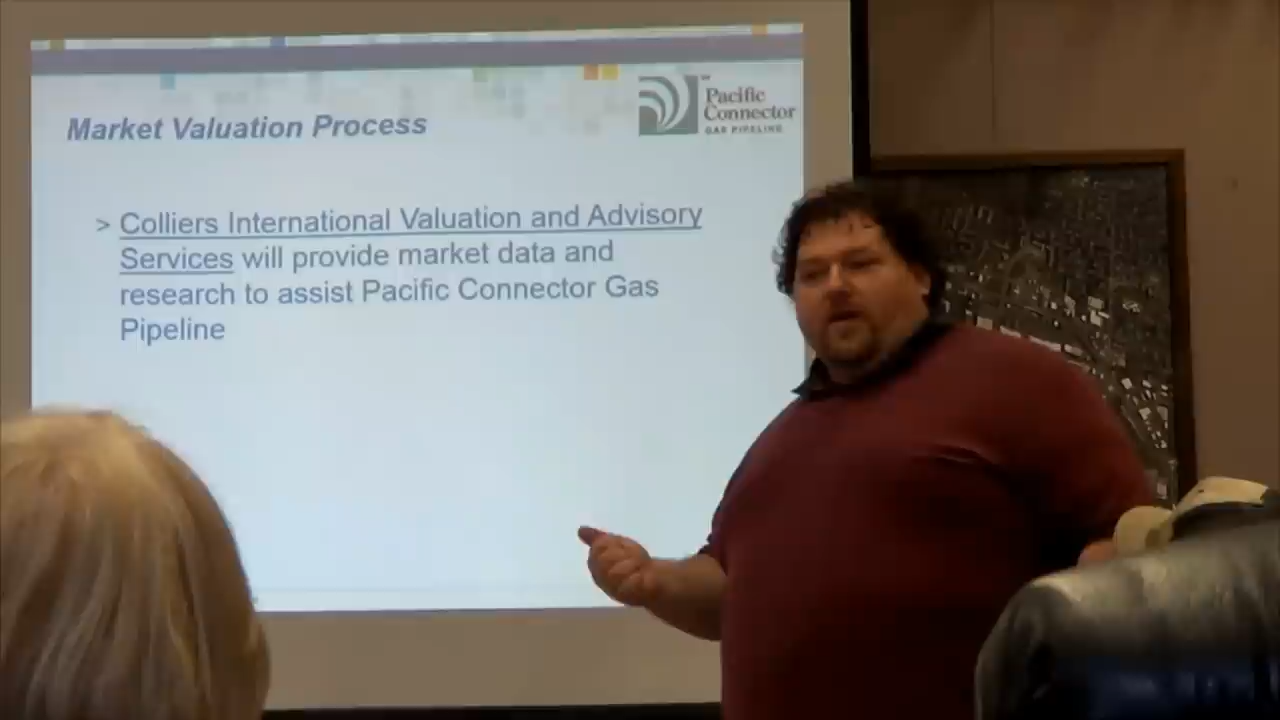 Pacific
Connector
GAS PIPELINE
Market Valuation Process
> Colliers International Valuation and Advisory
Services will provide market data and
research to assist Pacific Connector Gas
Pipeline